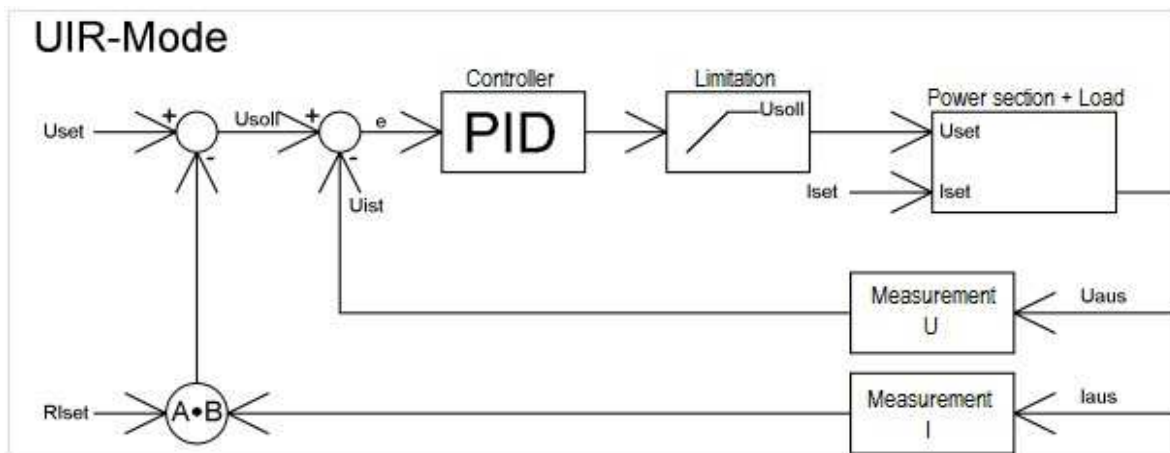 UIR-Mode
Controller
Limitation
Power section + Load
Uset
+
-
Usoll
+
-
e
PID
Usoll
Uset
Iset
Iset
Uist
Measurement
U
Uaus
RIset
A•B
Measurement
I
Iaus